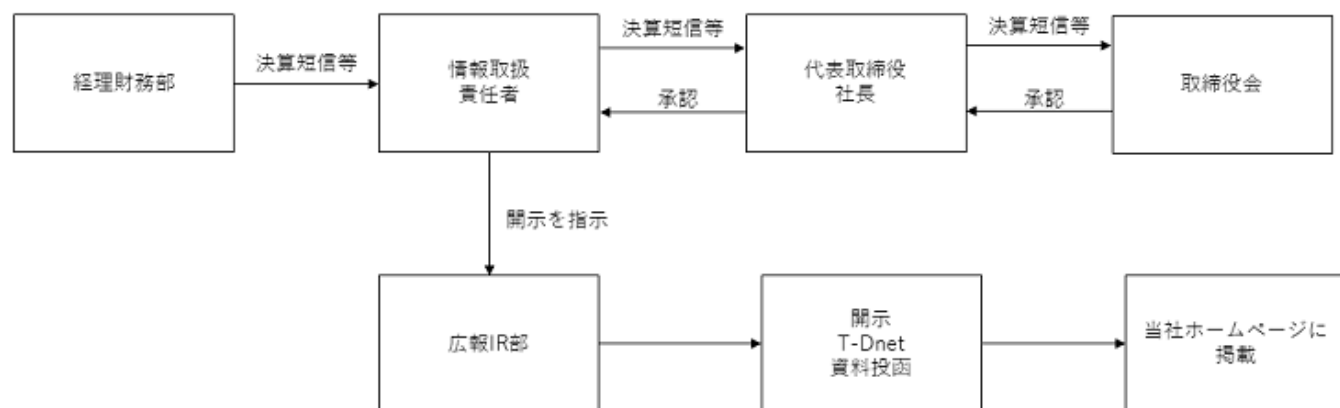 経理財務部
決算短信等
情報取扱
責任者
決算短信等
承認
代表取締役
社長
決算短信等
承認
取締役会
開示を指示
広報IR部
開示
T-Dnet
資料投函
当社ホームページに
掲載